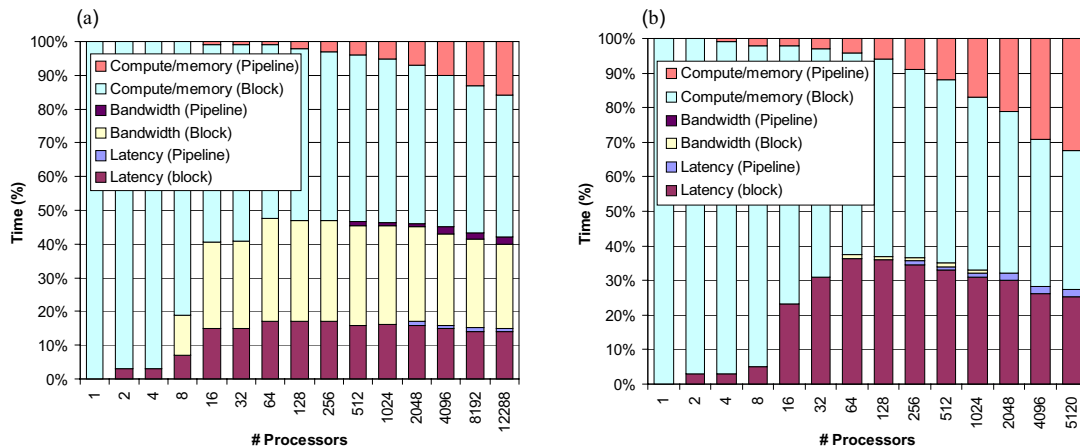 (a)
100%
90%
80%
70%
60%
50%
40%
30%
20%
10%
0%
Time (%)
Compute/memory (Pipeline)
Compute/memory (Block)
Bandwidth (Pipeline)
Bandwidth (Block)
Latency (Pipeline)
Latency (block)
1
2
4
8
16
32
64
128
256
512
1024
2048
4096
8192
12288
# Processors
(b)
100%
90%
80%
70%
60%
50%
40%
30%
20%
10%
0%
Time (%)
Compute/memory (Pipeline)
Compute/memory (Block)
Bandwidth (Pipeline)
Bandwidth (Block)
Latency (Pipeline)
Latency (block)
1
2
4
8
16
32
64
128
256
512
1024
2048
4096
5120
# Processors